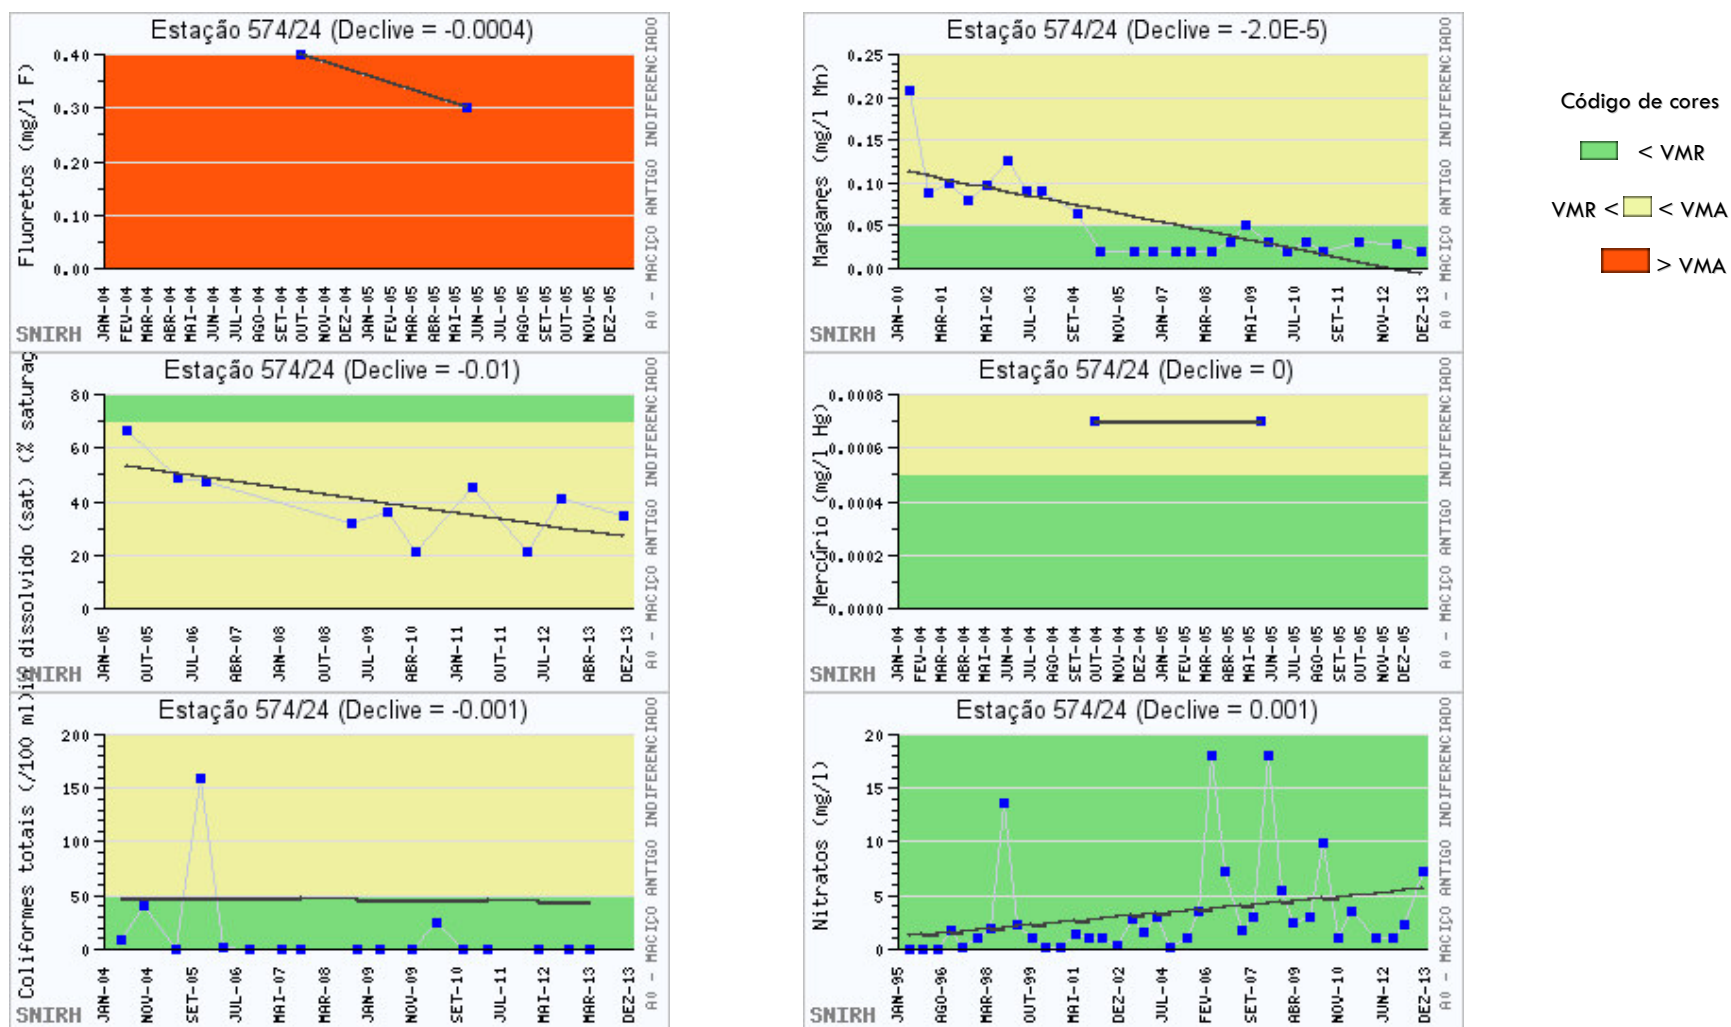 Estação 574/24 (Declive = -0.0004)
Fluoretos (mg/l F)
0.40
0.30
0.20
0.10
0.00
JAN-04
FEV-04
MAR-04
ABR-04
MAI-04
JUN-04
JUL-04
AGO-04
SET-04
OUT-04
NOV-04
DEZ-04
JAN-05
FEV-05
MAR-05
ABR-05
MAI-05
JUN-05
JUL-05
AGO-05
SET-05
OUT-05
NOV-05
DEZ-05
SNIRH
A0 - MACIÇO ANTIGO INDIFERENCIADO
Estação 574/24 (Declive = -2.0E-5)
Manganês (mg/l Mn)
0.25
0.20
0.15
0.10
0.05
0.00
JAN-00
MAR-01
MAI-02
JUL-03
SET-04
NOV-05
JAN-07
MAR-08
MAI-09
JUL-10
SET-11
NOV-12
DEZ-13
SNIRH
A0 - MACIÇO ANTIGO INDIFERENCIADO
Código de cores
< VMR
VMR < < VMA
> VMA
Estação 574/24 (Declive = -0.01)
dissolvido (sat) (% saturaç
80
60
40
20
0
JAN-05
OUT-05
JUL-06
ABR-07
JAN-08
OUT-08
JUL-09
ABR-10
JAN-11
OUT-11
JUL-12
ABR-13
DEZ-13
SNIRH
A0 - MACIÇO ANTIGO INDIFERENCIADO
Estação 574/24 (Declive = 0)
Mercúrio (mg/l Hg)
0.0008
0.0006
0.0004
0.0002
0.0000
JAN-04
FEV-04
MAR-04
ABR-04
MAI-04
JUN-04
JUL-04
AGO-04
SET-04
OUT-04
NOV-04
DEZ-04
JAN-05
FEV-05
MAR-05
ABR-05
MAI-05
JUN-05
JUL-05
AGO-05
SET-05
OUT-05
NOV-05
DEZ-05
SNIRH
A0 - MACIÇO ANTIGO INDIFERENCIADO
Estação 574/24 (Declive = -0.001)
Coliformes totais (/100 ml)
200
150
100
50
0
JAN-04
NOV-04
SET-05
JUL-06
MAI-07
MAR-08
JAN-09
NOV-09
SET-10
JUL-11
MAI-12
MAR-13
DEZ-13
SNIRH
A0 - MACIÇO ANTIGO INDIFERENCIADO
Estação 574/24 (Declive = 0.001)
Nitratos (mg/l)
20
15
10
5
0
JAN-95
AGO-96
MAR-98
OUT-99
MAI-01
DEZ-02
JUL-04
FEV-06
SET-07
ABR-09
NOV-10
JUN-12
DEZ-13
SNIRH
A0 - MACIÇO ANTIGO INDIFERENCIADO